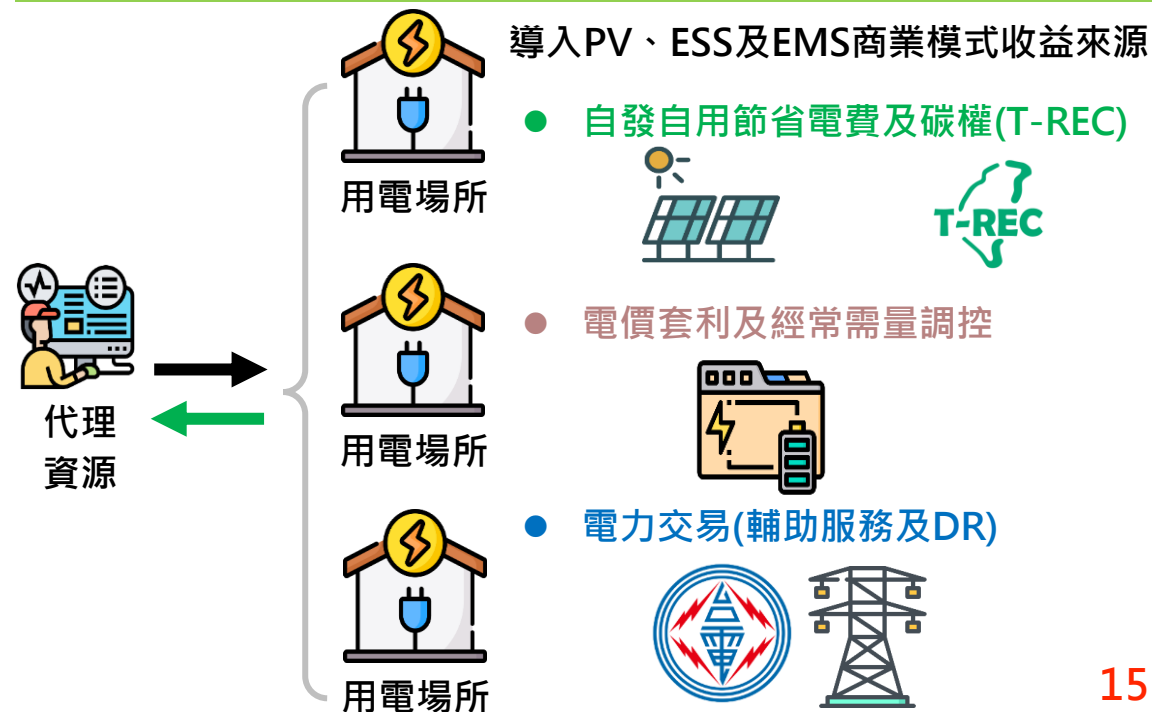 導入PV、ESS及EMS商業模式收益來源
● 自發自用節省電費及碳權(T-REC)
用電場所
T-REC
● 電價套利及經常需量調控
代理
資源
用電場所
● 電力交易(輔助服務及DR)
台電
用電場所
15